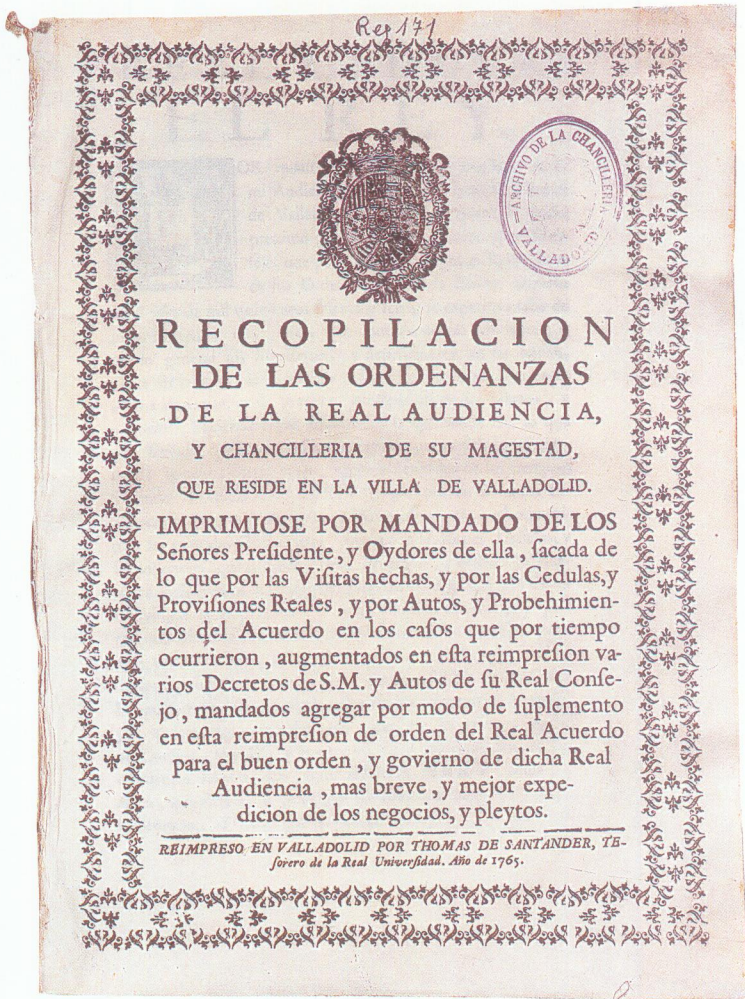 Reg 171
ARCHIVO DE LA CHANCILLERIA
VALLADOLID
RECOPILACION
DE LAS ORDENANZAS
DE LA REAL AUDIENCIA,
Y CHANCILLERIA DE SU MAGESTAD,
QUE RESIDE EN LA VILLA DE VALLADOLID.
IMPRIMIOSE POR MANDADO DE LOS
Señores Preſidente, y Oydores de ella, ſacada de
lo que por las Viſitas hechas, y por las Cedulas, y
Proviſiones Reales, y por Autos, y Probehimien-
tos del Acuerdo en los caſos que por tiempo
ocurrieron, augmentados en eſta reimpreſion va-
rios Decretos de S.M. y Autos de ſu Real Conſe-
jo, mandados agregar por modo de ſuplemento
en eſta reimpreſion de orden del Real Acuerdo
para el buen orden, y govierno de dicha Real
Audiencia, mas breve, y mejor expe-
dicion de los negocios, y pleytos.
REIMPRESO EN VALLADOLID POR THOMAS DE SANTANDER, TE-
ſorero de la Real Univerſidad. Año de 1765.